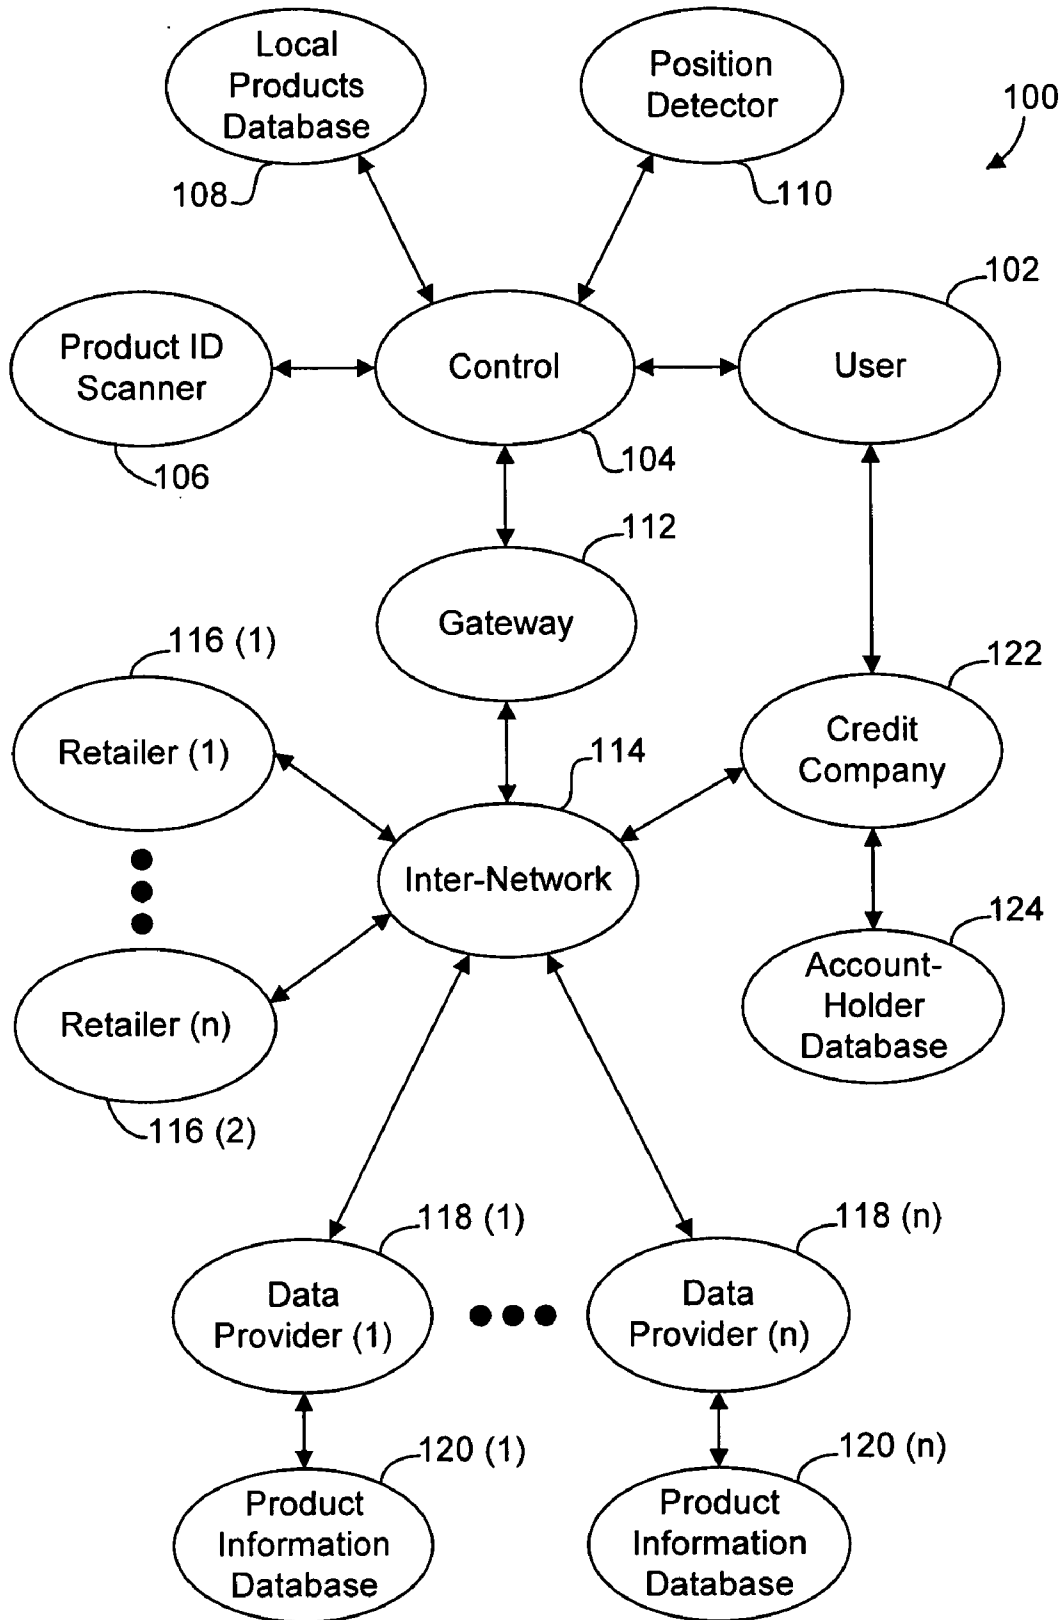 Local
Products
Database
108
Position
Detector
110
100
Product ID
Scanner
106
Control
104
User
102
112
Gateway
116 (1)
Retailer (1)
114
Inter-Network
122
Credit
Company
124
Account-
Holder
Database
Retailer (n)
116 (2)
118 (1)
Data
Provider (1)
118 (n)
Data
Provider (n)
120 (1)
Product
Information
Database
120 (n)
Product
Information
Database